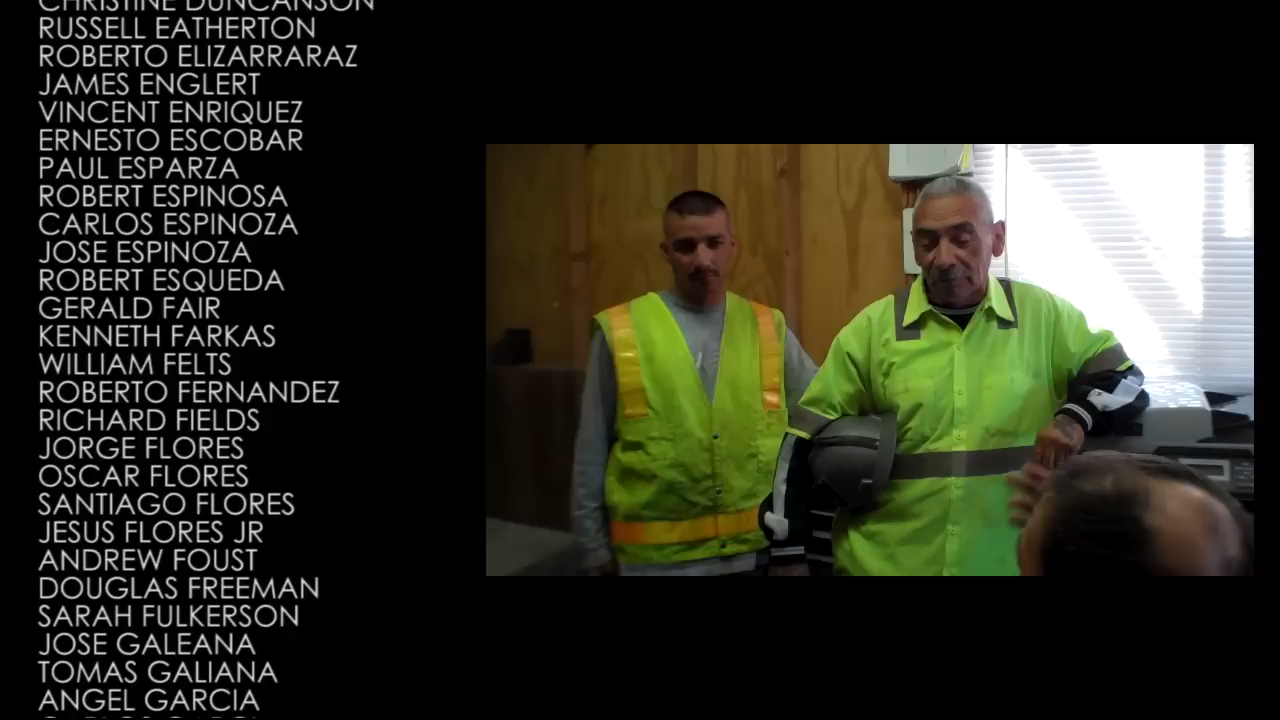 CHRISTINE DUNCANSON
RUSSELL EATHERTON
ROBERTO ELIZARRARAZ
JAMES ENGLERT
VINCENT ENRIQUEZ
ERNESTO ESCOBAR
PAUL ESPARZA
ROBERT ESPINOSA
CARLOS ESPINOZA
JOSE ESPINOZA
ROBERT ESQUEDA
GERALD FAIR
KENNETH FARKAS
WILLIAM FELTS
ROBERTO FERNANDEZ
RICHARD FIELDS
JORGE FLORES
OSCAR FLORES
SANTIAGO FLORES
JESUS FLORES JR
ANDREW FOUST
DOUGLAS FREEMAN
SARAH FULKERSON
JOSE GALEANA
TOMAS GALIANA
ANGEL GARCIA